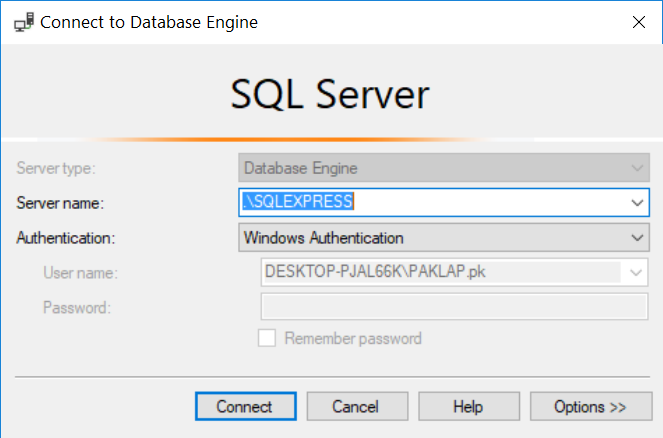 Connect to Database Engine
SQL Server
Server type: Database Engine
Server name: .\SQLEXPRESS
Authentication: Windows Authentication
User name: DESKTOP-PJAL66K\PAKLAP.pk
Password:
Remember password
Connect Cancel Help Options >>